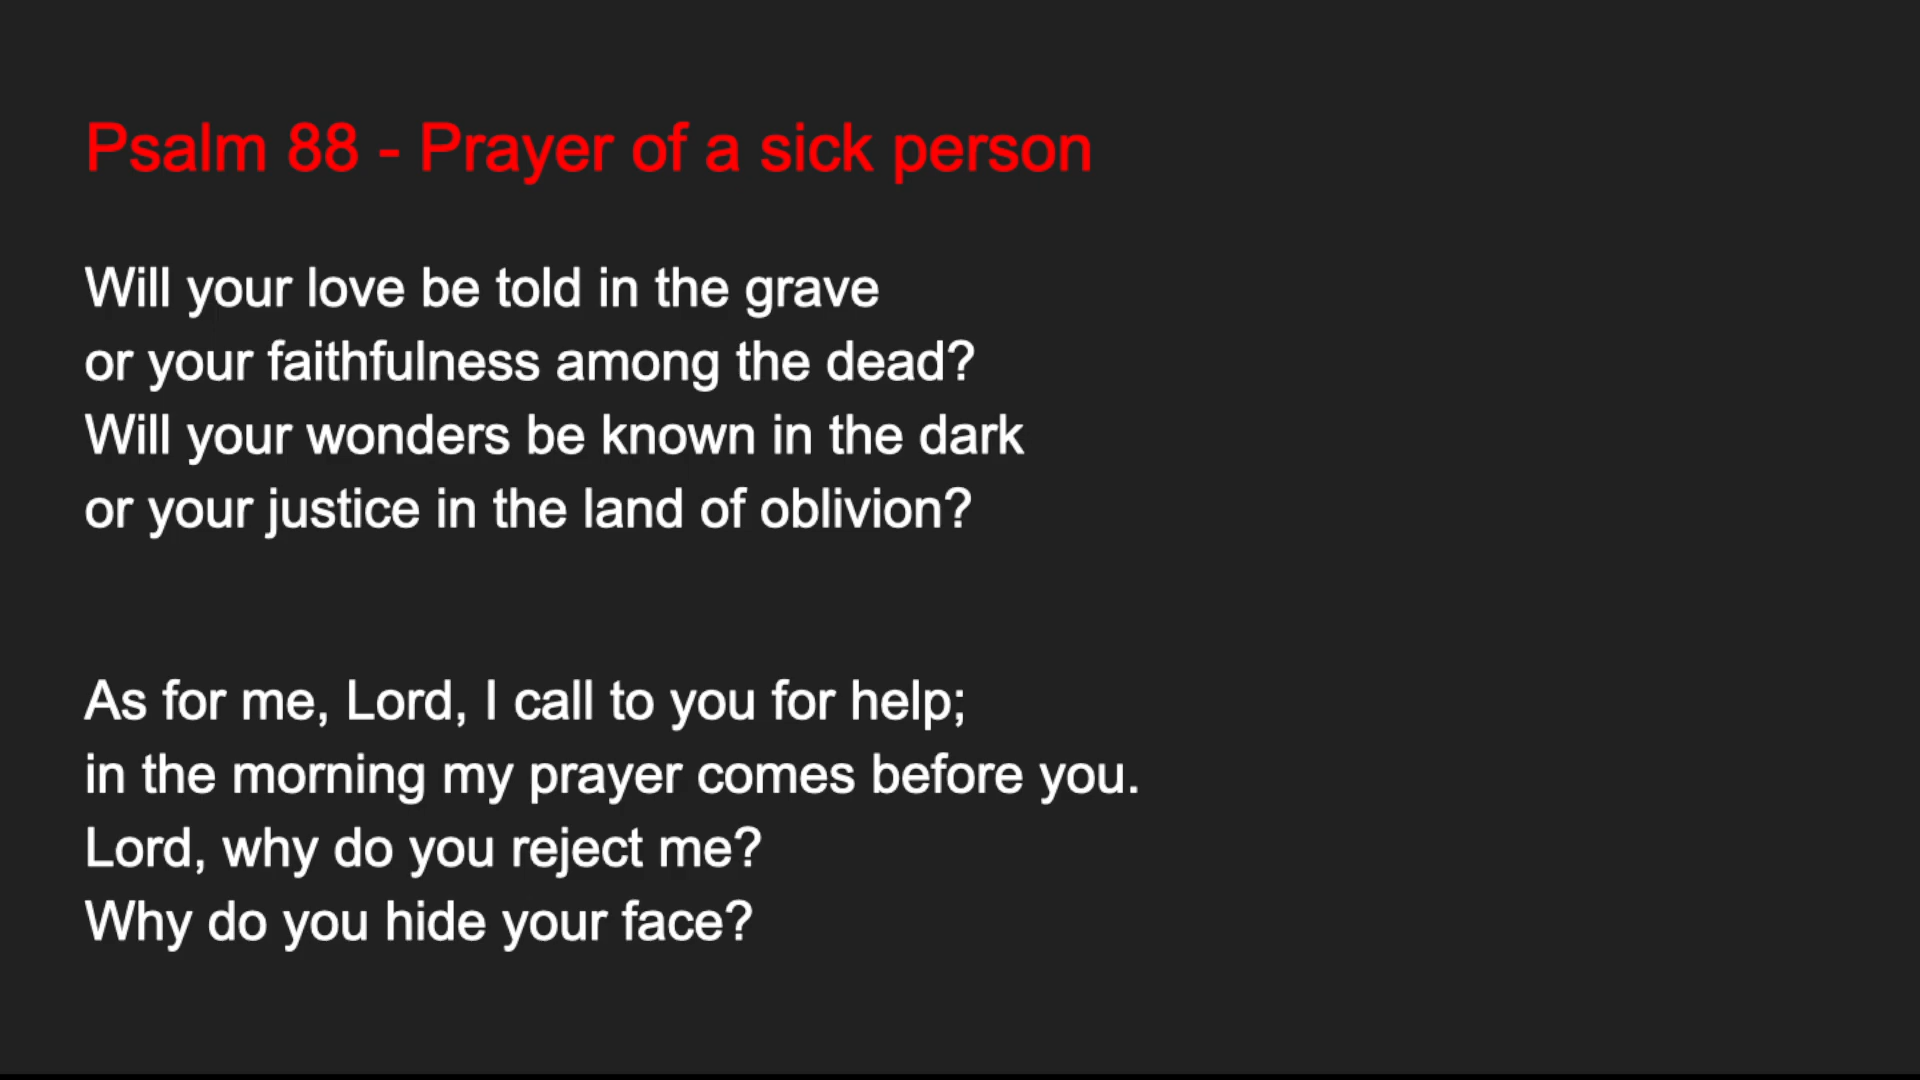 Psalm 88 - Prayer of a sick person
Will your love be told in the grave
or your faithfulness among the dead?
Will your wonders be known in the dark
or your justice in the land of oblivion?
As for me, Lord, I call to you for help;
in the morning my prayer comes before you.
Lord, why do you reject me?
Why do you hide your face?